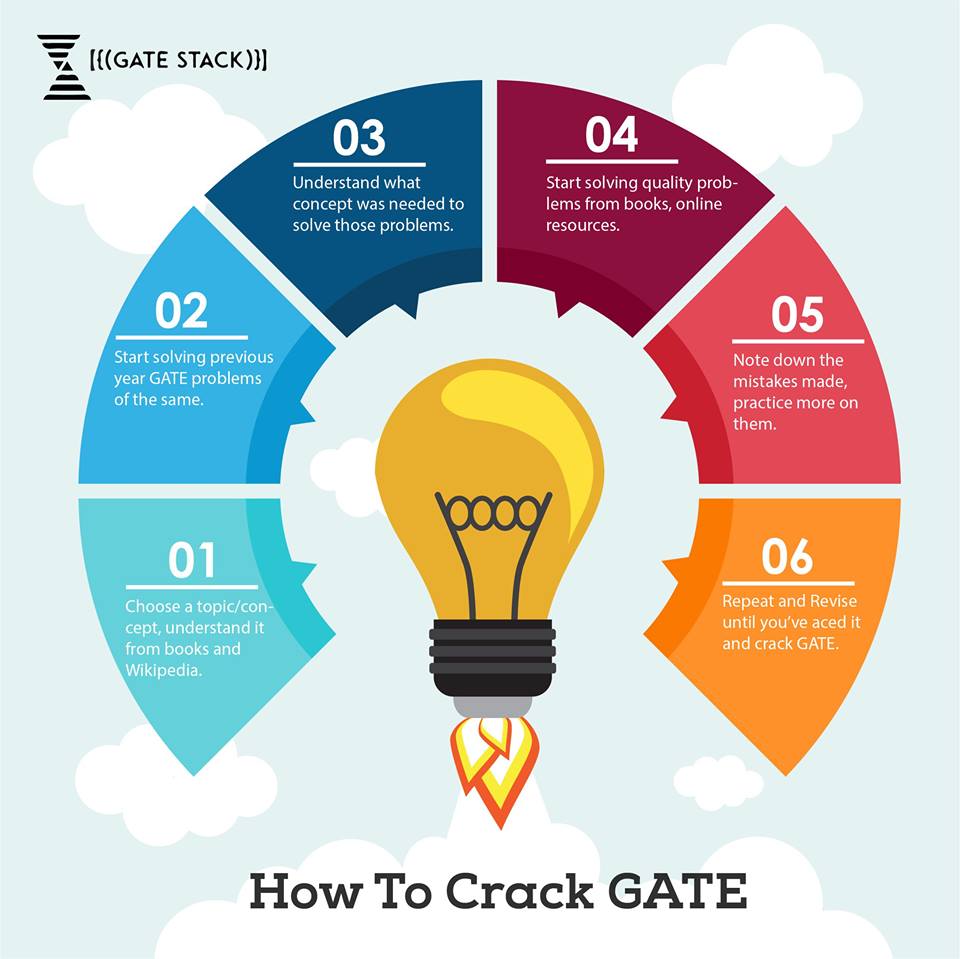 [{((GATE STACK))}]
01
Choose a topic/con-
cept, understand it
from books and
Wikipedia.
02
Start solving previous
year GATE problems
of the same.
03
Understand what
concept was needed to
solve those problems.
04
Start solving quality prob-
lems from books, online
resources.
05
Note down the
mistakes made,
practice more on
them.
06
Repeat and Revise
until you've aced it
and crack GATE.
How To Crack GATE